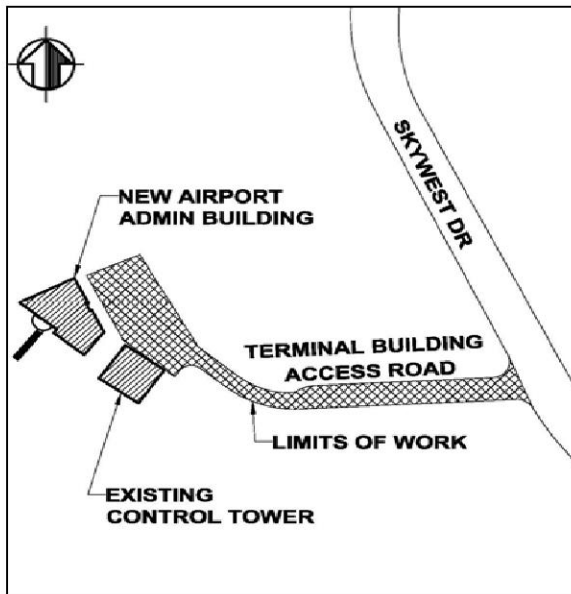 SKYWEST DR
NEW AIRPORT
ADMIN BUILDING
TERMINAL BUILDING
ACCESS ROAD
LIMITS OF WORK
EXISTING
CONTROL TOWER